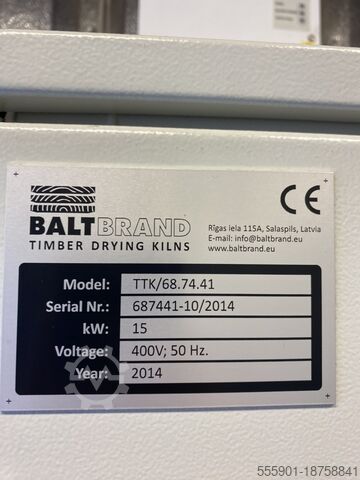 BALTBRAND
TIMBER DRYING KILNS
CE
Rīgas iela 115A, Salaspils, Latvia
E-mail: info@baltbrand.eu
www.baltbrand.eu
Model: TTK/68.74.41
Serial Nr.: 687441-10/2014
kW: 15
Voltage: 400V; 50 Hz.
Year: 2014
555901-18758841